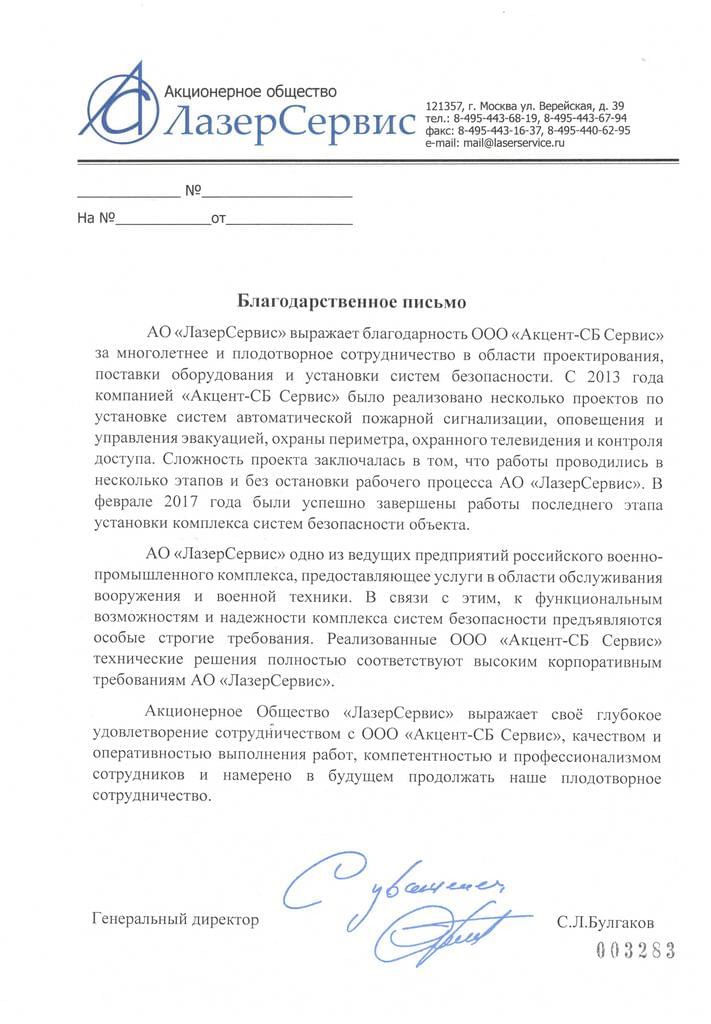 Акционерное общество
ЛазерСервис
121357, г. Москва ул. Верейская, д. 39
тел.: 8-495-443-68-19, 8-495-443-67-94
факс: 8-495-443-16-37, 8-495-440-62-95
e-mail: mail@laserservice.ru
____________ №__________________
На №___________от_______________
Благодарственное письмо
АО «ЛазерСервис» выражает благодарность ООО «Акцент-СБ Сервис»
за многолетнее и плодотворное сотрудничество в области проектирования,
поставки оборудования и установки систем безопасности. С 2013 года
компанией «Акцент-СБ Сервис» было реализовано несколько проектов по
установке систем автоматической пожарной сигнализации, оповещения и
управления эвакуацией, охраны периметра, охранного телевидения и контроля
доступа. Сложность проекта заключалась в том, что работы проводились в
несколько этапов и без остановки рабочего процесса АО «ЛазерСервис». В
феврале 2017 года были успешно завершены работы последнего этапа
установки комплекса систем безопасности объекта.
АО «ЛазерСервис» одно из ведущих предприятий российского военно-
промышленного комплекса, предоставляющее услуги в области обслуживания
вооружения и военной техники. В связи с этим, к функциональным
возможностям и надежности комплекса систем безопасности предъявляются
особые строгие требования. Реализованные ООО «Акцент-СБ Сервис»
технические решения полностью соответствуют высоким корпоративным
требованиям АО «ЛазерСервис».
Акционерное Общество «ЛазерСервис» выражает своё глубокое
удовлетворение сотрудничеством с ООО «Акцент-СБ Сервис», качеством и
оперативностью выполнения работ, компетентностью и профессионализмом
сотрудников и намерено в будущем продолжать наше плодотворное
сотрудничество.
С уважением
Генеральный директор
С.Л.Булгаков
003283